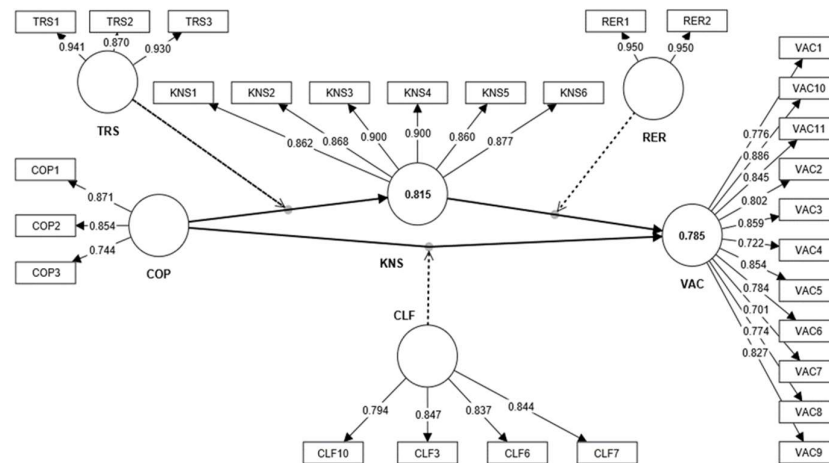 TRS1 TRS2 TRS3
0.941 0.870 0.930
TRS
RER1 RER2
0.950 0.950
RER
KNS1 KNS2 KNS3 KNS4 KNS5 KNS6
0.862 0.868 0.900 0.900 0.860 0.877
0.815
KNS
COP1
COP2
COP3
0.871
0.854
0.744
COP
0.785
VAC
VAC1
VAC10
VAC11
VAC2
VAC3
VAC4
VAC5
VAC6
VAC7
VAC8
VAC9
0.776
0.886
0.845
0.802
0.859
0.722
0.854
0.784
0.701
0.774
0.827
CLF
0.794 0.847 0.837 0.844
CLF10 CLF3 CLF6 CLF7